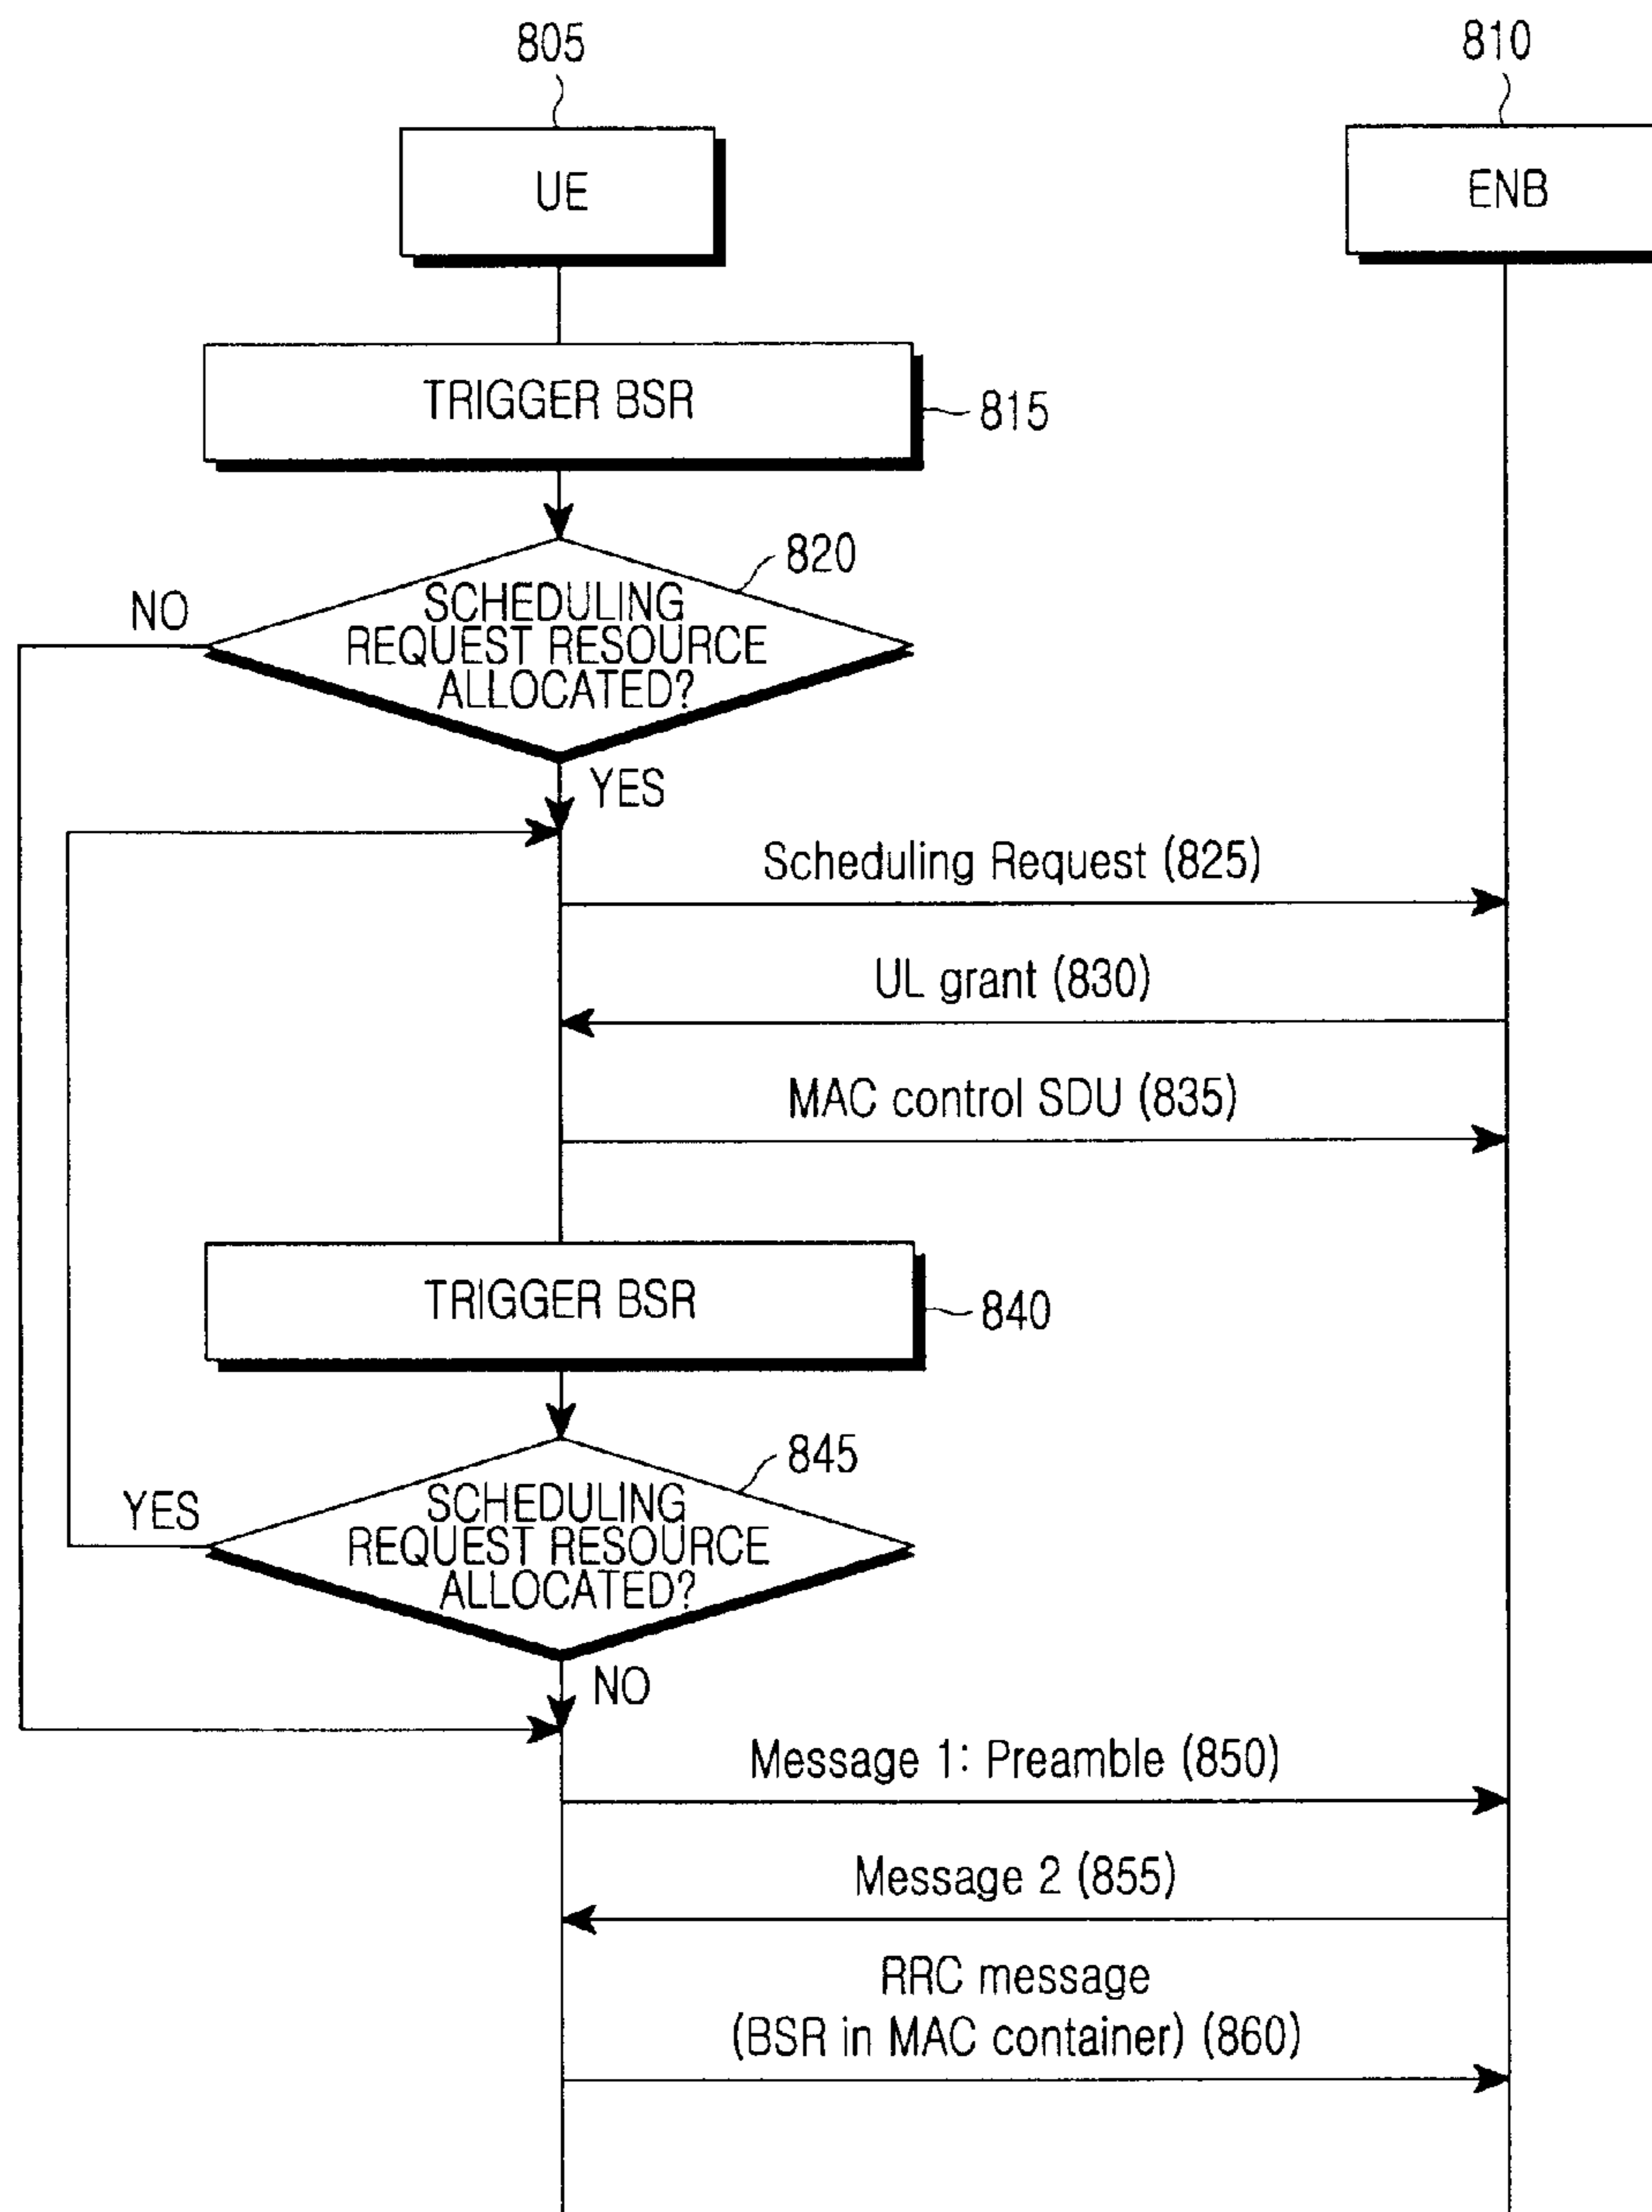 805
810
UE
ENB
TRIGGER BSR
815
820
NO
SCHEDULING
REQUEST RESOURCE
ALLOCATED?
YES
Scheduling Request (825)
UL grant (830)
MAC control SDU (835)
TRIGGER BSR
840
845
YES
SCHEDULING
REQUEST RESOURCE
ALLOCATED?
NO
Message 1: Preamble (850)
Message 2 (855)
RRC message
(BSR in MAC container) (860)